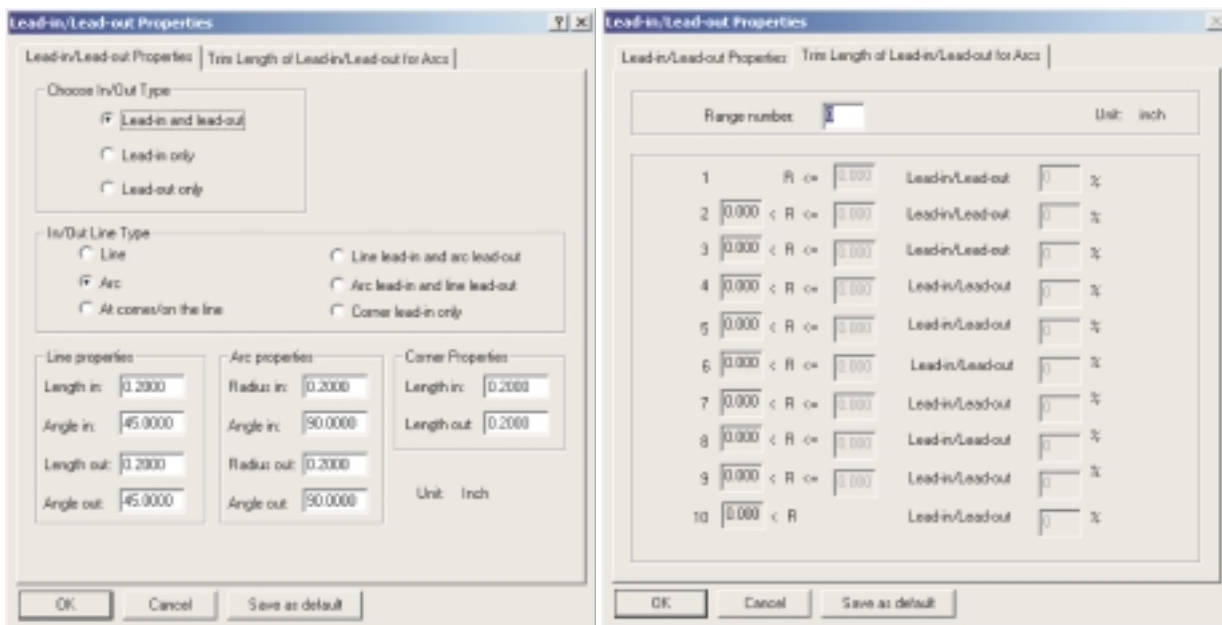 Lead-in/Lead-out Properties
Lead-in/Lead-out Properties
Trim Length of Lead-in/Lead-out for Arcs
Choose In/Out Type
Lead-in and lead-out
Lead-in only
Lead-out only
In/Out Line Type
Line
Line lead-in and arc lead-out
Arc
Arc lead-in and line lead-out
At corner/on the line
Corner lead-in only
Line properties
Length in: 0.2000
Angle in: 45.0000
Length out: 0.2000
Angle out: 45.0000
Arc properties
Radius in: 0.2000
Angle in: 90.0000
Radius out: 0.2000
Angle out: 90.0000
Corner Properties
Length in: 0.2000
Length out: 0.2000
Unit: Inch
OK
Cancel
Save as default
Lead-in/Lead-out Properties
Lead-in/Lead-out Properties
Trim Length of Lead-in/Lead-out for Arcs
Range number: 0
Unit: inch
1 R <= 0.000 Lead-in/Lead-out 0 %
2 0.000 < R <= 0.000 Lead-in/Lead-out 0 %
3 0.000 < R <= 0.000 Lead-in/Lead-out 0 %
4 0.000 < R <= 0.000 Lead-in/Lead-out 0 %
5 0.000 < R <= 0.000 Lead-in/Lead-out 0 %
6 0.000 < R <= 0.000 Lead-in/Lead-out 0 %
7 0.000 < R <= 0.000 Lead-in/Lead-out 0 %
8 0.000 < R <= 0.000 Lead-in/Lead-out 0 %
9 0.000 < R <= 0.000 Lead-in/Lead-out 0 %
10 0.000 < R Lead-in/Lead-out 0 %
OK
Cancel
Save as default